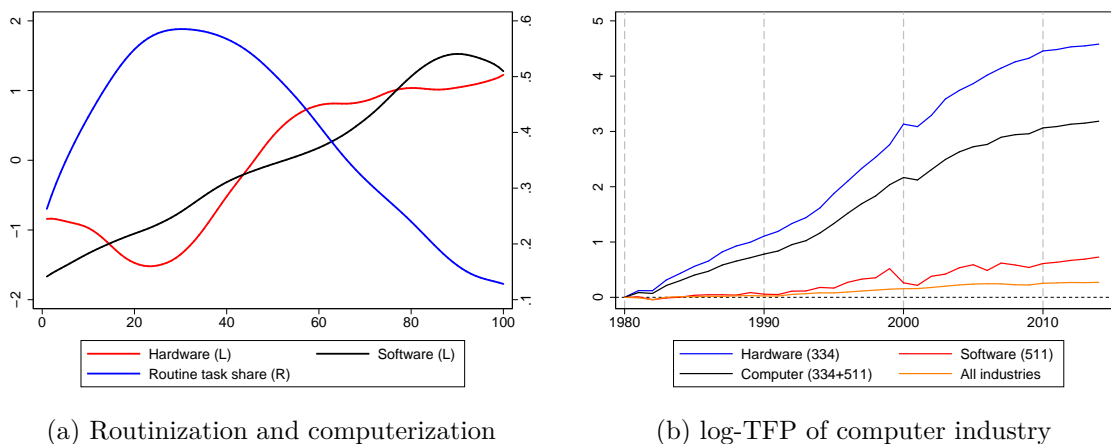 2
1
0
−1
−2
.6
.5
.4
.3
.2
.1
0 20 40 60 80 100
Hardware (L) Software (L)
Routine task share (R)
(a) Routinization and computerization
5
4
3
2
1
0
1980 1990 2000 2010
Hardware (334) Software (511)
Computer (334+511) All industries
(b) log-TFP of computer industry